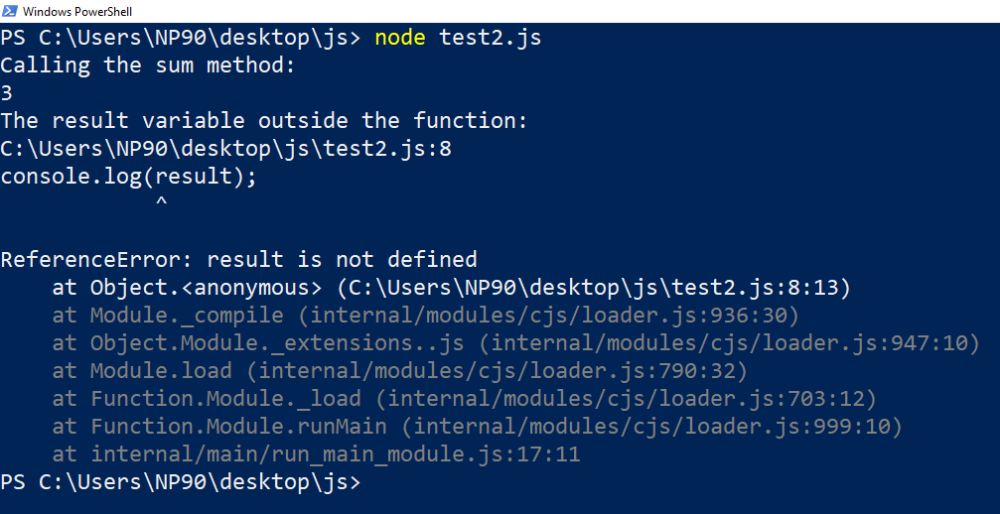 Windows PowerShell
PS C:\Users\NP90\desktop\js> node test2.js
Calling the sum method:
3
The result variable outside the function:
C:\Users\NP90\desktop\js\test2.js:8
console.log(result);
            ^

ReferenceError: result is not defined
    at Object.<anonymous> (C:\Users\NP90\desktop\js\test2.js:8:13)
    at Module._compile (internal/modules/cjs/loader.js:936:30)
    at Object.Module._extensions..js (internal/modules/cjs/loader.js:947:10)
    at Module.load (internal/modules/cjs/loader.js:790:32)
    at Function.Module._load (internal/modules/cjs/loader.js:703:12)
    at Function.Module.runMain (internal/modules/cjs/loader.js:999:10)
    at internal/main/run_main_module.js:17:11
PS C:\Users\NP90\desktop\js>